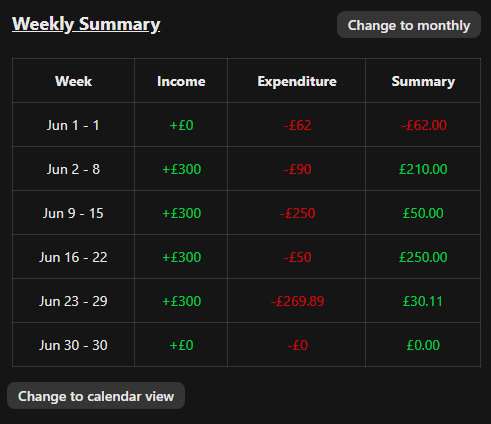 Weekly Summary
Change to monthly
Week Income Expenditure Summary
Jun 1 - 1 +£0 -£62 -£62.00
Jun 2 - 8 +£300 -£90 £210.00
Jun 9 - 15 +£300 -£250 £50.00
Jun 16 - 22 +£300 -£50 £250.00
Jun 23 - 29 +£300 -£269.89 £30.11
Jun 30 - 30 +£0 -£0 £0.00
Change to calendar view